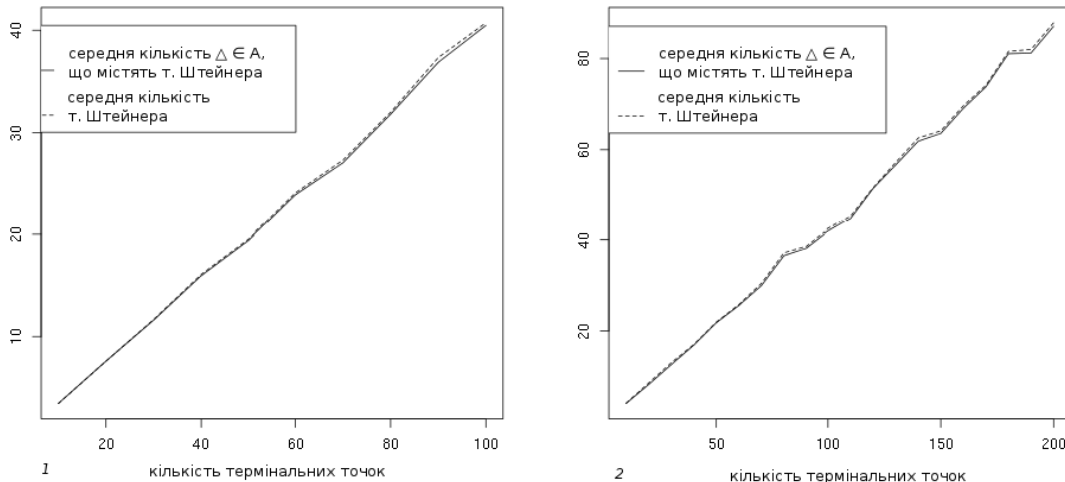 середня кількість △ ∈ A,
що містять т. Штейнера
середня кількість
т. Штейнера
40
30
20
10
20 40 60 80 100
1
кількість термінальних точок
середня кількість △ ∈ A,
що містять т. Штейнера
середня кількість
т. Штейнера
80
60
40
20
50 100 150 200
2
кількість термінальних точок